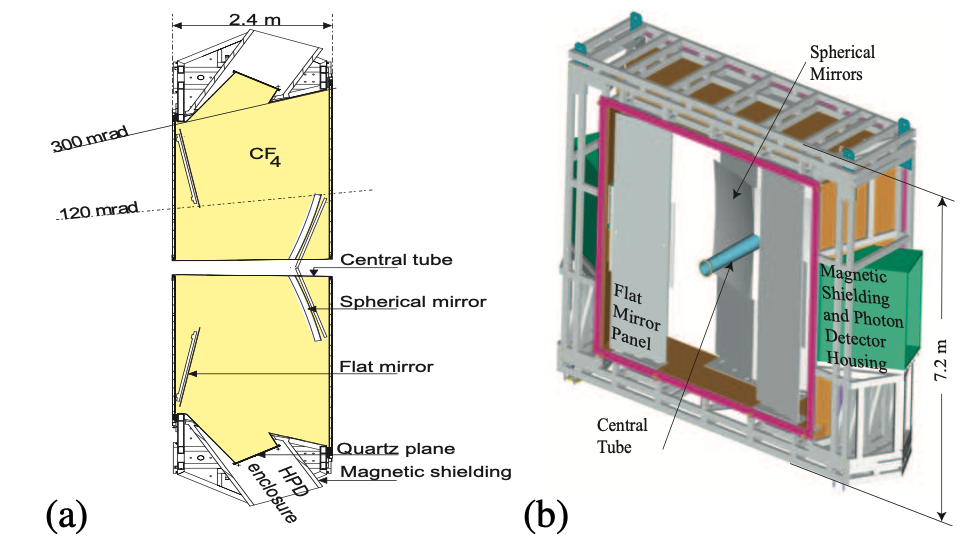 2.4 m
300 mrad
CF4
120 mrad
Central tube
Spherical mirror
Flat mirror
Quartz plane
Magnetic shielding
HPD
enclosure
(a)
Spherical
Mirrors
Flat
Mirror
Panel
Magnetic
Shielding
and Photon
Detector
Housing
7.2 m
Central
Tube
(b)